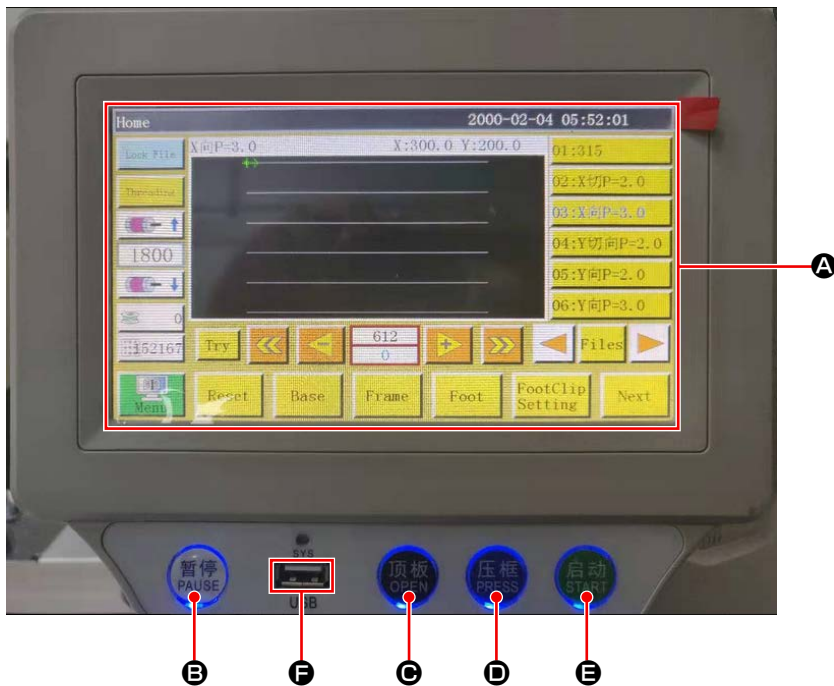 Home 2000-02-04 05:52:01
Lock File
X向P=3.0 X:300.0 Y:200.0
01:315
Threading
02:X切P=2.0
03:X向P=3.0
1800
04:Y切向P=2.0
05:Y向P=2.0
0
06:Y向P=3.0
152167
Try
612
0
Files
Menu
Reset
Base
Frame
Foot
FootClip
Setting
Next
A
暂停
PAUSE
SYS
USB
顶板
OPEN
压框
PRESS
启动
START
B
F
C
D
E